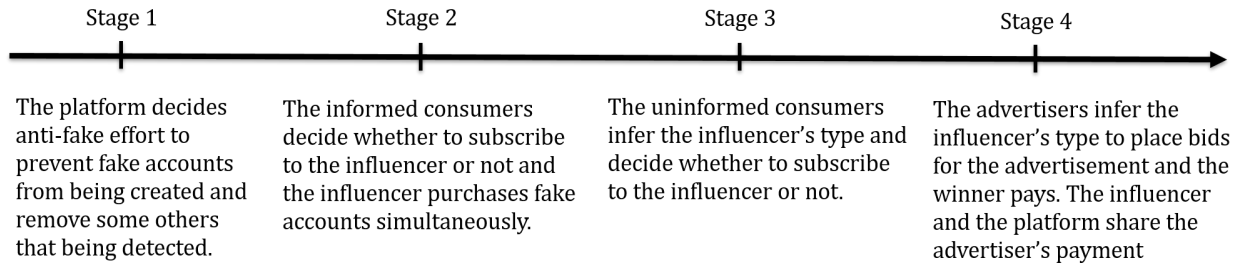 Stage 1
The platform decides
anti-fake effort to
prevent fake accounts
from being created and
remove some others
that being detected.
Stage 2
The informed consumers
decide whether to subscribe
to the influencer or not and
the influencer purchases fake
accounts simultaneously.
Stage 3
The uninformed consumers
infer the influencer's type and
decide whether to subscribe
to the influencer or not.
Stage 4
The advertisers infer the
influencer's type to place bids
for the advertisement and the
winner pays. The influencer
and the platform share the
advertiser's payment